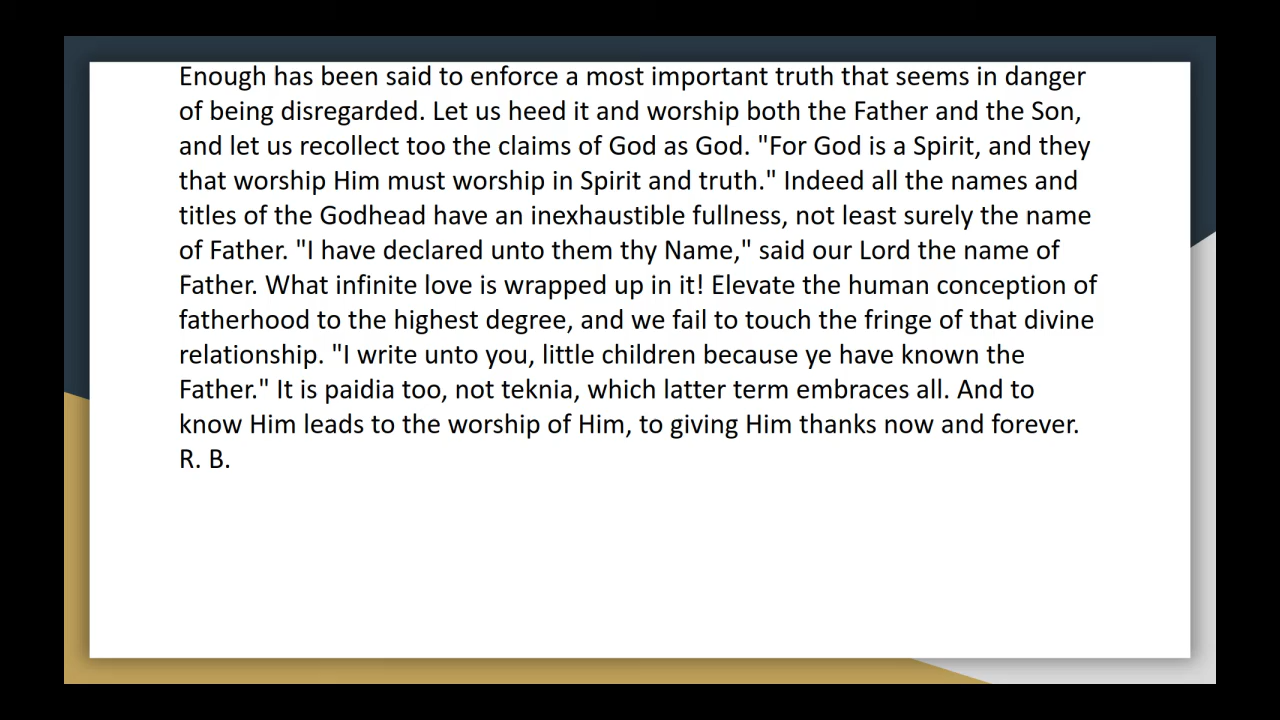 Enough has been said to enforce a most important truth that seems in danger
of being disregarded. Let us heed it and worship both the Father and the Son,
and let us recollect too the claims of God as God. "For God is a Spirit, and they
that worship Him must worship in Spirit and truth." Indeed all the names and
titles of the Godhead have an inexhaustible fullness, not least surely the name
of Father. "I have declared unto them thy Name," said our Lord the name of
Father. What infinite love is wrapped up in it! Elevate the human conception of
fatherhood to the highest degree, and we fail to touch the fringe of that divine
relationship. "I write unto you, little children because ye have known the
Father." It is paidia too, not teknia, which latter term embraces all. And to
know Him leads to the worship of Him, to giving Him thanks now and forever.
R. B.